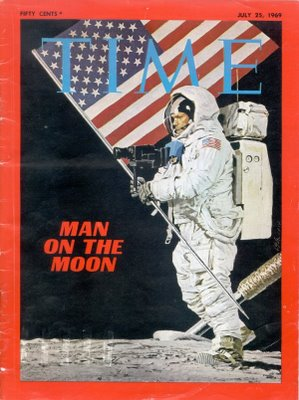 FIFTY CENTS
JULY 25, 1969
TIME
MAN
ON THE
MOON